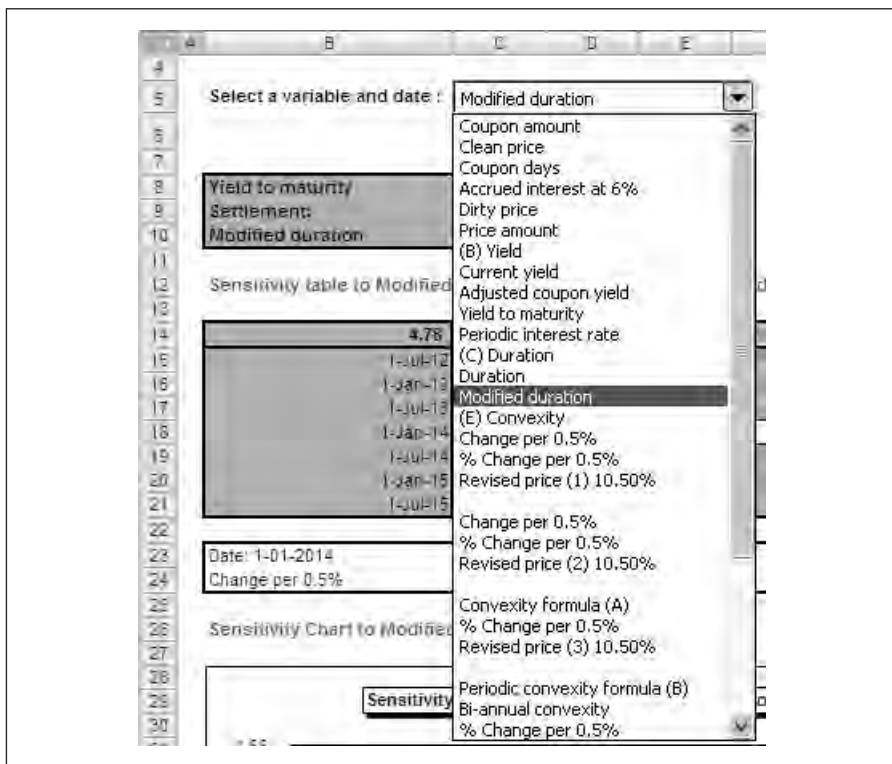 A B C D E
4
5 Select a variable and date : Modified duration
6
7
8 Yield to maturity
9 Settlement:
10 Modified duration
11
12 Sensitivity table to Modified
13
14 4.78
15 1-Jul-12
16 1-Jan-13
17 1-Jul-13
18 1-Jan-14
19 1-Jul-14
20 1-Jan-15
21 1-Jul-15
22
23 Date: 1-01-2014
24 Change per 0.5%
25
26 Sensitivity Chart to Modified
27
28
29 Sensitivity
30
Coupon amount
Clean price
Coupon days
Accrued interest at 6%
Dirty price
Price amount
(B) Yield
Current yield
Adjusted coupon yield
Yield to maturity
Periodic interest rate
(C) Duration
Duration
Modified duration
(E) Convexity
Change per 0.5%
% Change per 0.5%
Revised price (1) 10.50%
Change per 0.5%
% Change per 0.5%
Revised price (2) 10.50%
Convexity formula (A)
% Change per 0.5%
Revised price (3) 10.50%
Periodic convexity formula (B)
Bi-annual convexity
% Change per 0.5%